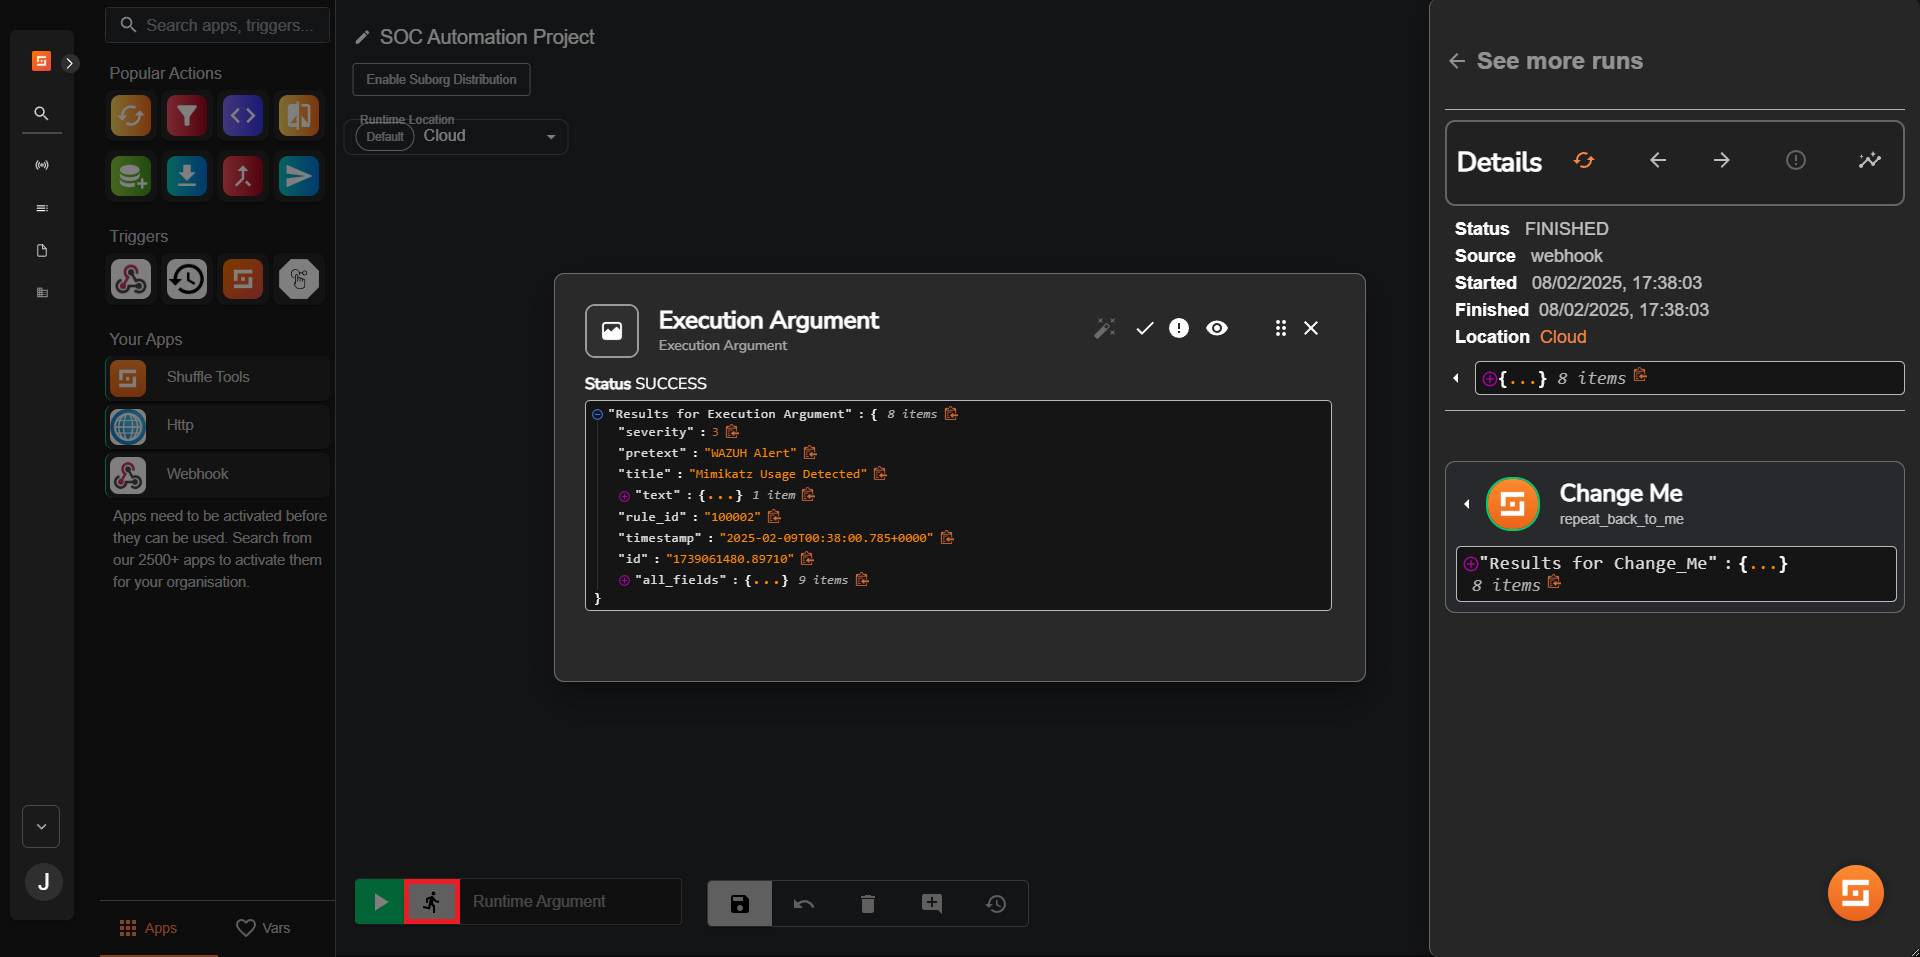 Search apps, triggers...
Popular Actions
Triggers
Your Apps
Shuffle Tools
Http
Webhook
Apps need to be activated before
they can be used. Search from
our 2500+ apps to activate them
for your organisation.
J
Apps
Vars
SOC Automation Project
Enable Suborg Distribution
Runtime Location
Default
Cloud
Execution Argument
Execution Argument
Status SUCCESS
"Results for Execution Argument" : { 8 items
"severity" : 3
"pretext" : "WAZUH Alert"
"title" : "Mimikatz Usage Detected"
"text" : {...} 1 item
"rule_id" : "100002"
"timestamp" : "2025-02-09T00:38:00.785+0000"
"id" : "1739061480.89710"
"all_fields" : {...} 9 items
}
Runtime Argument
See more runs
Details
Status FINISHED
Source webhook
Started 08/02/2025, 17:38:03
Finished 08/02/2025, 17:38:03
Location Cloud
{...} 8 items
Change Me
repeat_back_to_me
"Results for Change_Me" : {...}
8 items